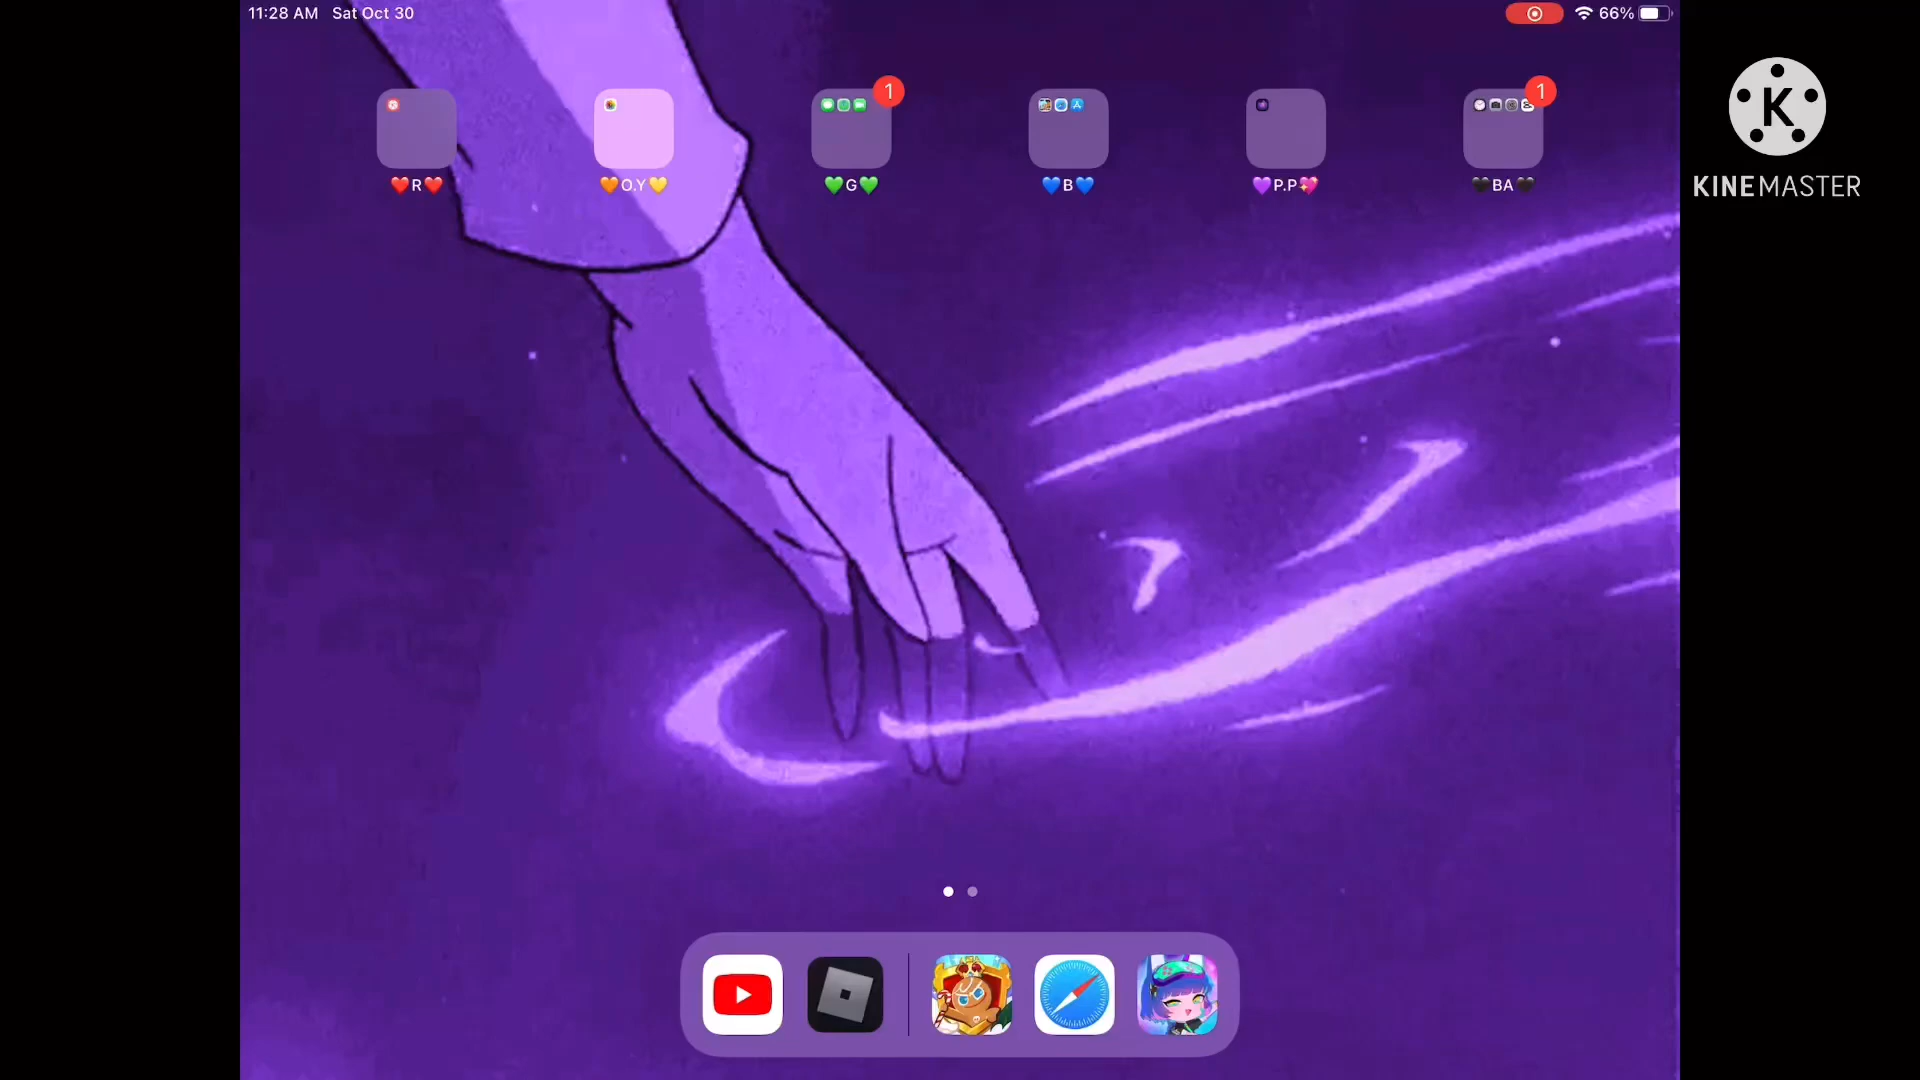 11:28 AM Sat Oct 30
66%
1
1
❤️R❤️
🧡O.Y💛
💚G💚
💙B💙
💜P.P💖
🖤BA🖤
K
KINEMASTER